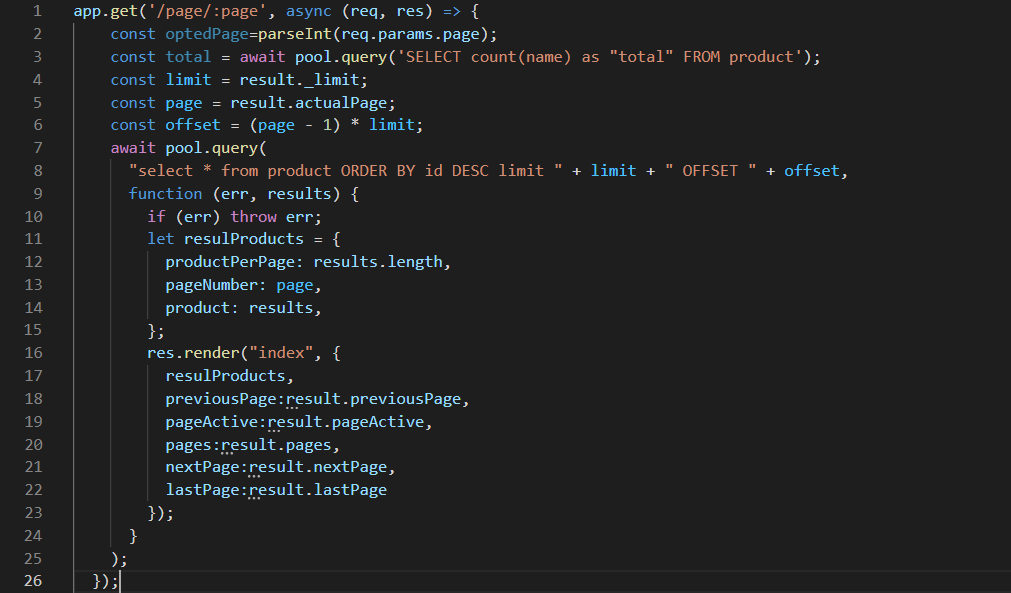 1 app.get('/page/:page', async (req, res) => {
2 const optedPage=parseInt(req.params.page);
3 const total = await pool.query('SELECT count(name) as "total" FROM product');
4 const limit = result._limit;
5 const page = result.actualPage;
6 const offset = (page - 1) * limit;
7 await pool.query(
8 "select * from product ORDER BY id DESC limit " + limit + " OFFSET " + offset,
9 function (err, results) {
10 if (err) throw err;
11 let resulProducts = {
12 productPerPage: results.length,
13 pageNumber: page,
14 product: results,
15 };
16 res.render("index", {
17 resulProducts,
18 previousPage:result.previousPage,
19 pageActive:result.pageActive,
20 pages:result.pages,
21 nextPage:result.nextPage,
22 lastPage:result.lastPage
23 });
24 }
25 );
26 });